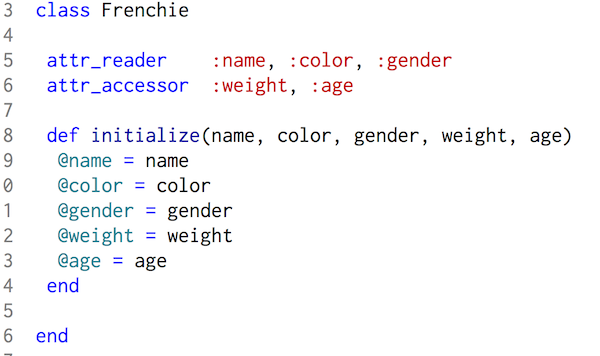 3 class Frenchie
4
5 attr_reader    :name, :color, :gender
6 attr_accessor  :weight, :age
7
8 def initialize(name, color, gender, weight, age)
9  @name = name
0  @color = color
1  @gender = gender
2  @weight = weight
3  @age = age
4 end
5
6 end